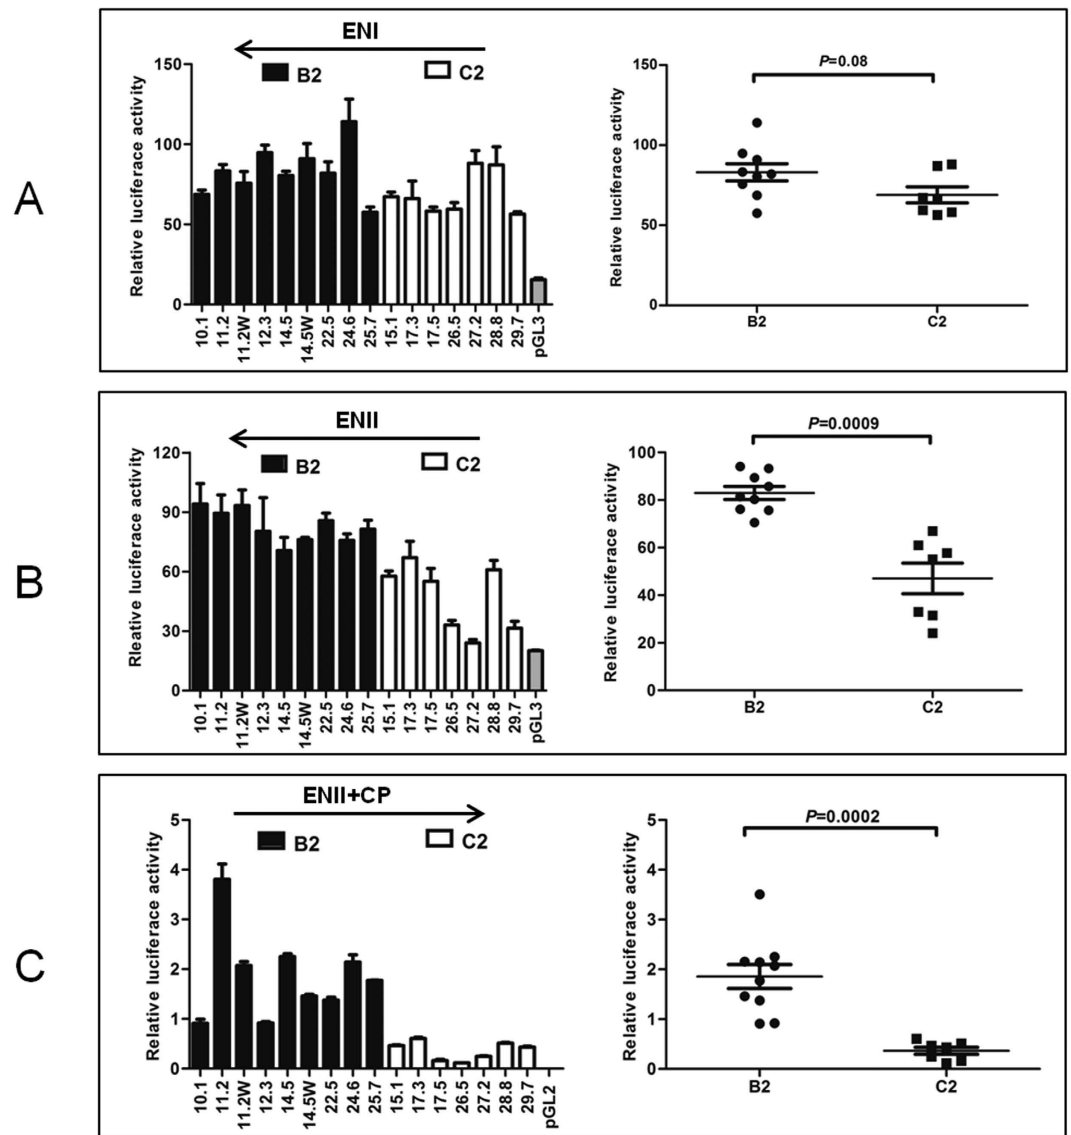 A
ENI
B2 C2
Relative luciferace activity
150
100
50
0
10.1 11.2 11.2W 12.3 14.5 14.5W 22.5 24.6 25.7 15.1 17.3 17.5 26.5 27.2 28.8 29.7 pGL3
P=0.08
Relative luciferace activity
150
100
50
0
B2 C2
B
ENII
B2 C2
Rleative luciferace activity
120
90
60
30
0
10.1 11.2 11.2W 12.3 14.5 14.5W 22.5 24.6 25.7 15.1 17.3 17.5 26.5 27.2 28.8 29.7 pGL3
P=0.0009
Relative luciferace activity
100
80
60
40
20
0
B2 C2
C
ENII+CP
B2 C2
Relative luciferace activity
5
4
3
2
1
0
10.1 11.2 11.2W 12.3 14.5 14.5W 22.5 24.6 25.7 15.1 17.3 17.5 26.5 27.2 28.8 29.7 pGL2
P=0.0002
Relative luciferace activity
5
4
3
2
1
0
B2 C2